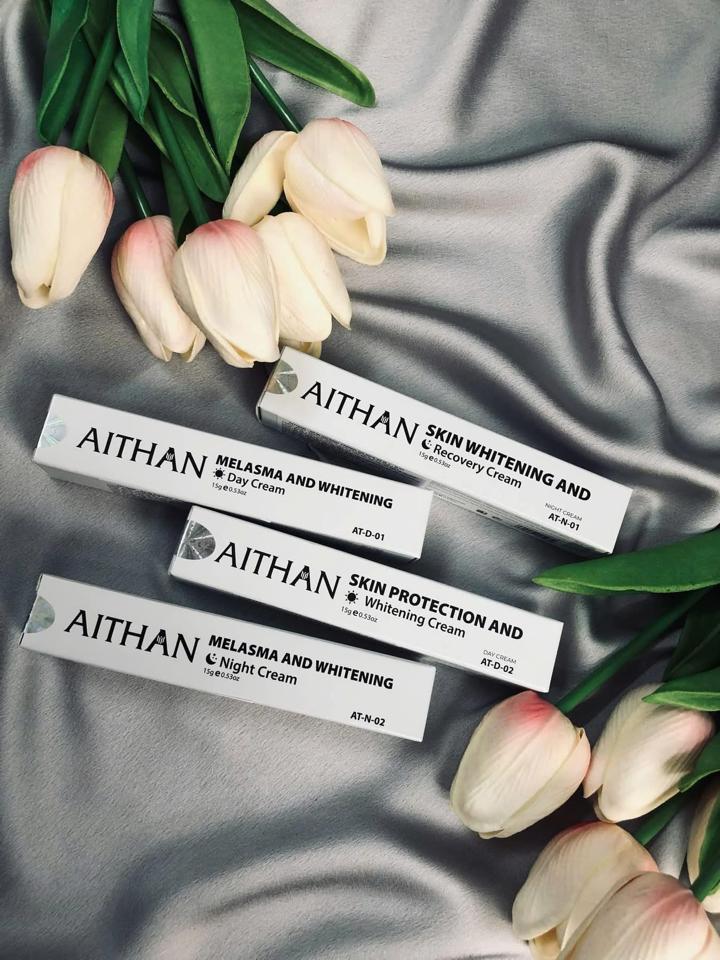 AITHAN
SKIN WHITENING AND
Recovery Cream
15g e 0.53oz
NIGHT CREAM
AT-N-01
AITHAN
MELASMA AND WHITENING
Day Cream
15g e 0.53oz
AT-D-01
AITHAN
SKIN PROTECTION AND
Whitening Cream
15g e 0.53oz
DAY CREAM
AT-D-02
AITHAN
MELASMA AND WHITENING
Night Cream
15g e 0.53oz
AT-N-02